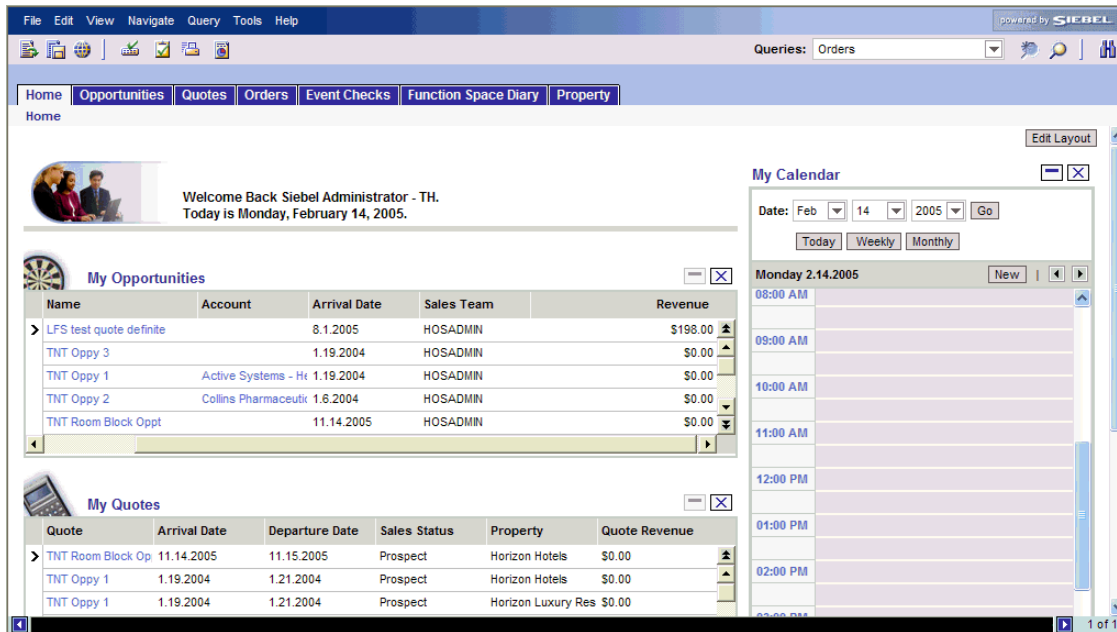 File Edit View Navigate Query Tools Help
powered by SIEBEL
Queries: Orders
Home Opportunities Quotes Orders Event Checks Function Space Diary Property
Home
Edit Layout
Welcome Back Siebel Administrator - TH.
Today is Monday, February 14, 2005.
My Opportunities
Name Account Arrival Date Sales Team Revenue
LFS test quote definite 8.1.2005 HOSADMIN $198.00
TNT Oppy 3 1.19.2004 HOSADMIN $0.00
TNT Oppy 1 Active Systems - He 1.19.2004 HOSADMIN $0.00
TNT Oppy 2 Collins Pharmaceutic 1.6.2004 HOSADMIN $0.00
TNT Room Block Oppt 11.14.2005 HOSADMIN $0.00
My Quotes
Quote Arrival Date Departure Date Sales Status Property Quote Revenue
TNT Room Block Op 11.14.2005 11.15.2005 Prospect Horizon Hotels $0.00
TNT Oppy 1 1.19.2004 1.21.2004 Prospect Horizon Hotels $0.00
TNT Oppy 1 1.19.2004 1.21.2004 Prospect Horizon Luxury Res $0.00
My Calendar
Date: Feb 14 2005 Go
Today Weekly Monthly
Monday 2.14.2005 New |
08:00 AM
09:00 AM
10:00 AM
11:00 AM
12:00 PM
01:00 PM
02:00 PM
03:00 PM
1 of 1